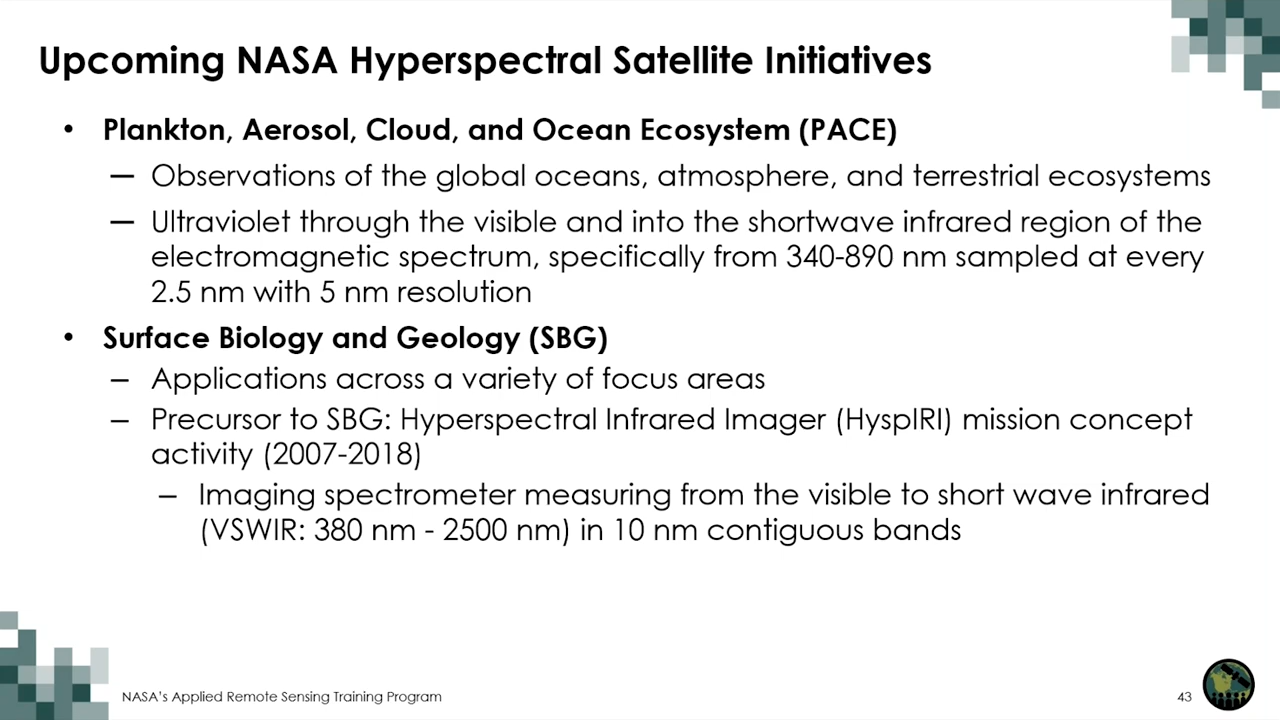 Upcoming NASA Hyperspectral Satellite Initiatives
• Plankton, Aerosol, Cloud, and Ocean Ecosystem (PACE)
— Observations of the global oceans, atmosphere, and terrestrial ecosystems
— Ultraviolet through the visible and into the shortwave infrared region of the
electromagnetic spectrum, specifically from 340-890 nm sampled at every
2.5 nm with 5 nm resolution
• Surface Biology and Geology (SBG)
– Applications across a variety of focus areas
– Precursor to SBG: Hyperspectral Infrared Imager (HyspIRI) mission concept
activity (2007-2018)
– Imaging spectrometer measuring from the visible to short wave infrared
(VSWIR: 380 nm - 2500 nm) in 10 nm contiguous bands
NASA's Applied Remote Sensing Training Program
43